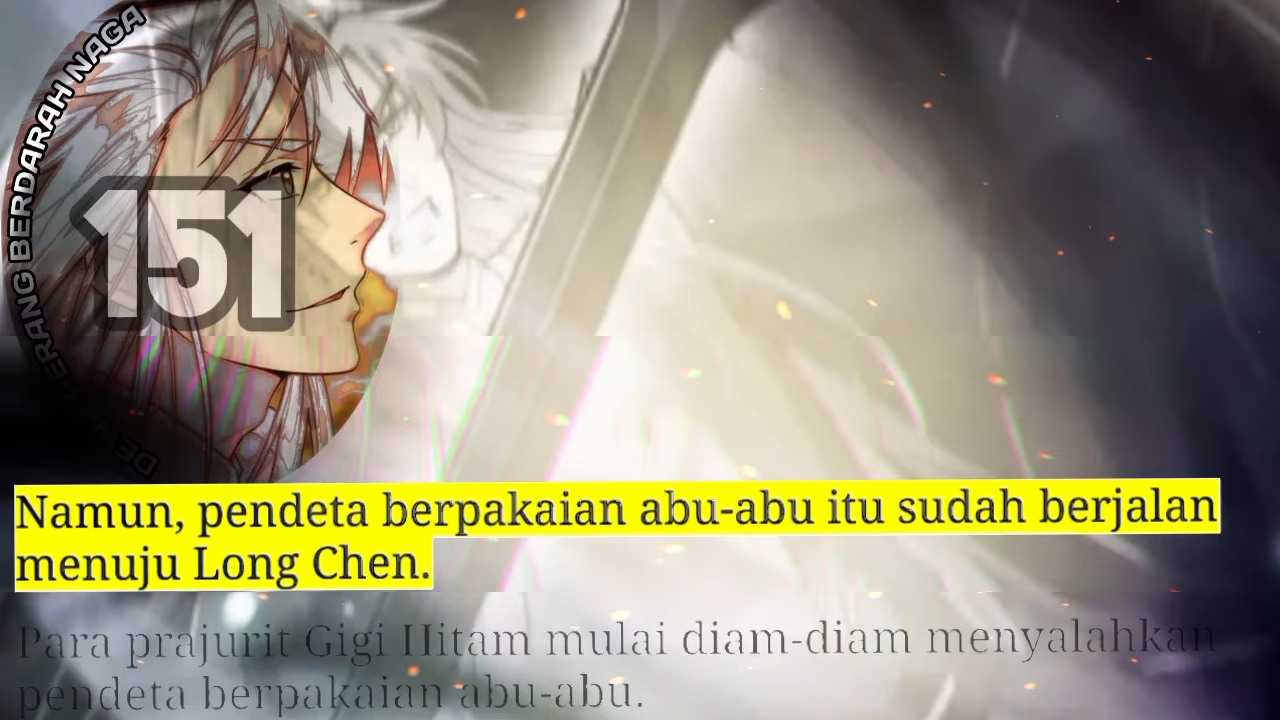 DEWA PERANG BERDARAH NAGA
151
Namun, pendeta berpakaian abu-abu itu sudah berjalan
menuju Long Chen.
Para prajurit Gigi Hitam mulai diam-diam menyalahkan
pendeta berpakaian abu-abu.